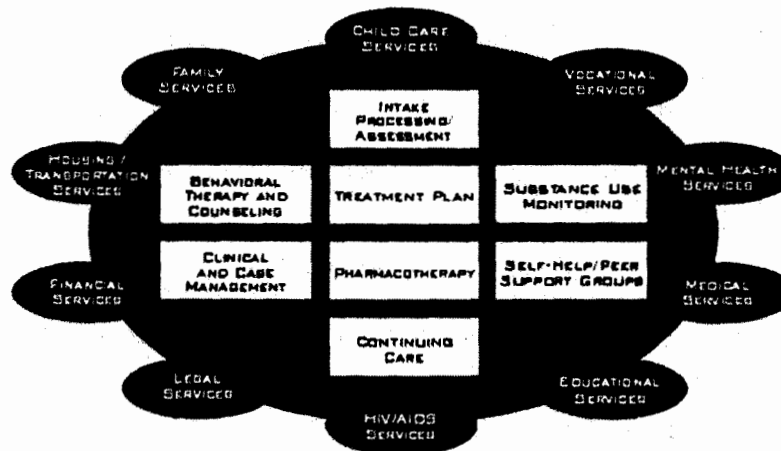 CHILD CARE
SERVICES
FAMILY
SERVICES
VOCATIONAL
SERVICES
INTAKE
PROCESSING/
ASSESSMENT
HOUSING/
TRANSPORTATION
SERVICES
MENTAL HEALTH
SERVICES
BEHAVIORAL
THERAPY AND
COUNSELING
TREATMENT PLAN
SUBSTANCE USE
MONITORING
CLINICAL
AND CASE
MANAGEMENT
PHARMACOTHERAPY
SELF-HELP/PEER
SUPPORT GROUPS
FINANCIAL
SERVICES
MEDICAL
SERVICES
CONTINUING
CARE
LEGAL
SERVICES
EDUCATIONAL
SERVICES
HIV/AIDS
SERVICES